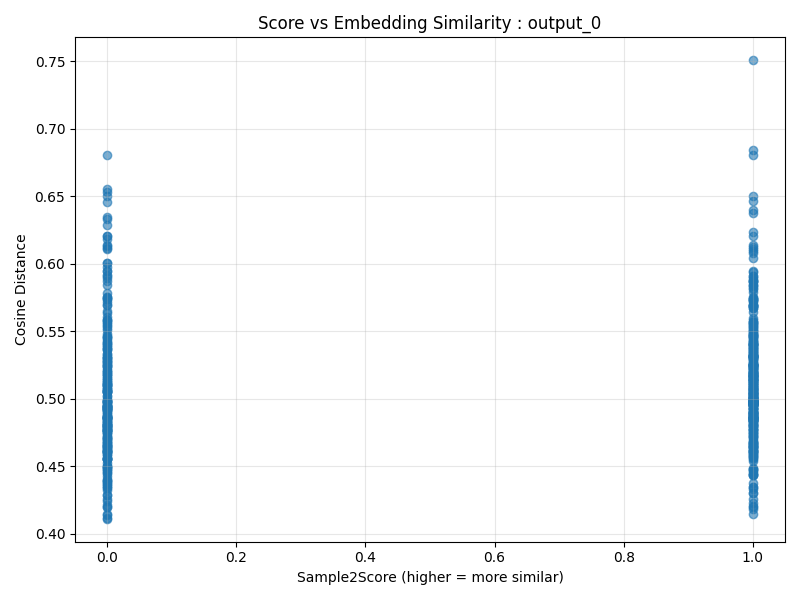 Score vs Embedding Similarity : output_0
Cosine Distance
0.75
0.70
0.65
0.60
0.55
0.50
0.45
0.40
0.0 0.2 0.4 0.6 0.8 1.0
Sample2Score (higher = more similar)